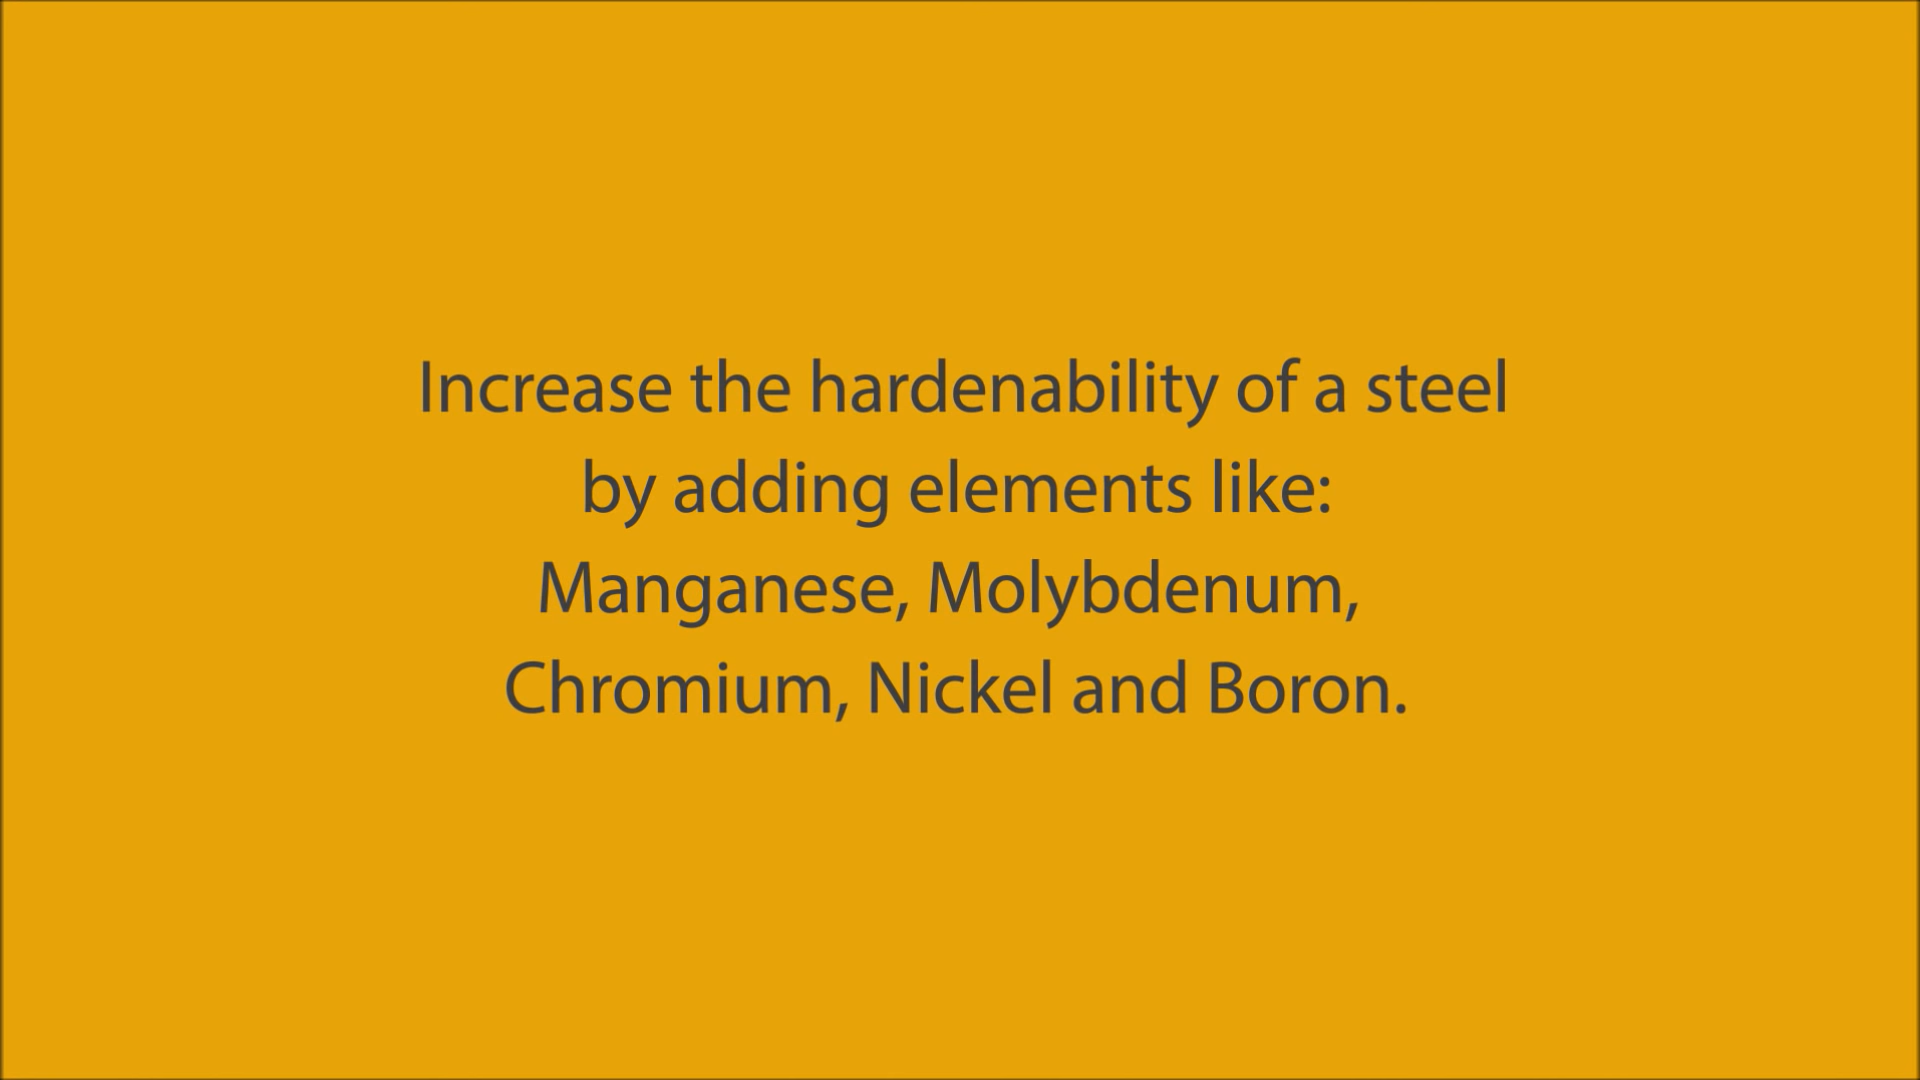 Increase the hardenability of a steel
by adding elements like:
Manganese, Molybdenum,
Chromium, Nickel and Boron.